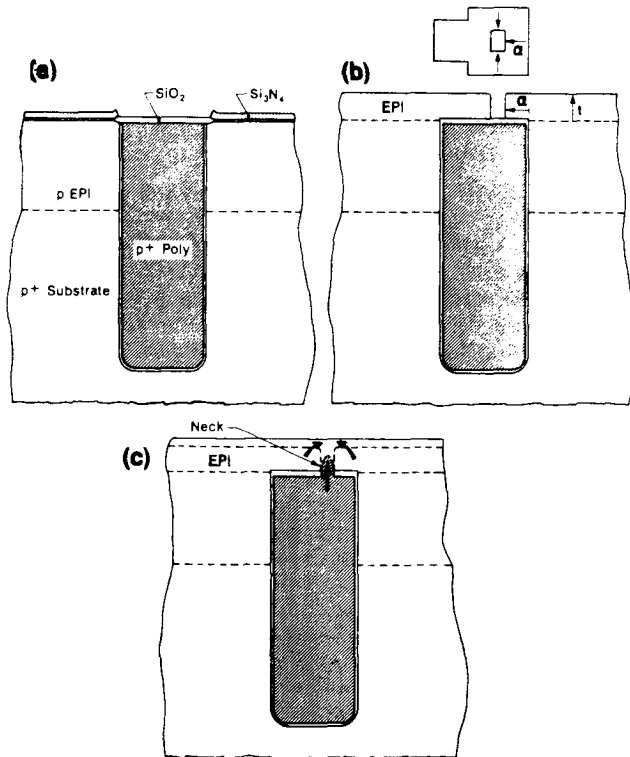 (a)
SiO₂
Si₃N₄
p EPI
p+ Poly
p+ Substrate
(b)
α
EPI
α
t
(c)
Neck
EPI